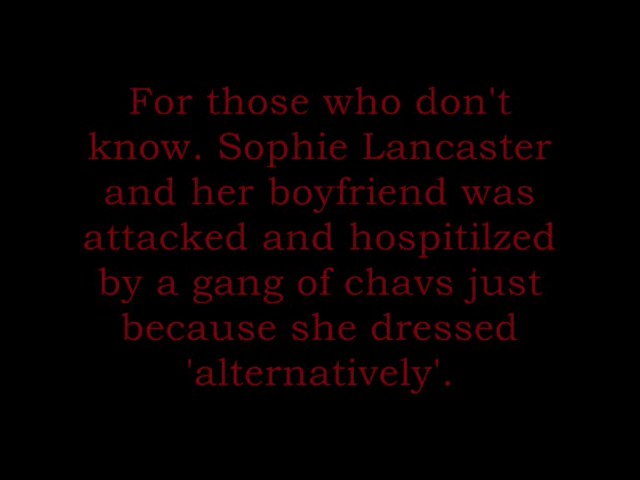 For those who don't
know. Sophie Lancaster
and her boyfriend was
attacked and hospitilzed
by a gang of chavs just
because she dressed
'alternatively'.